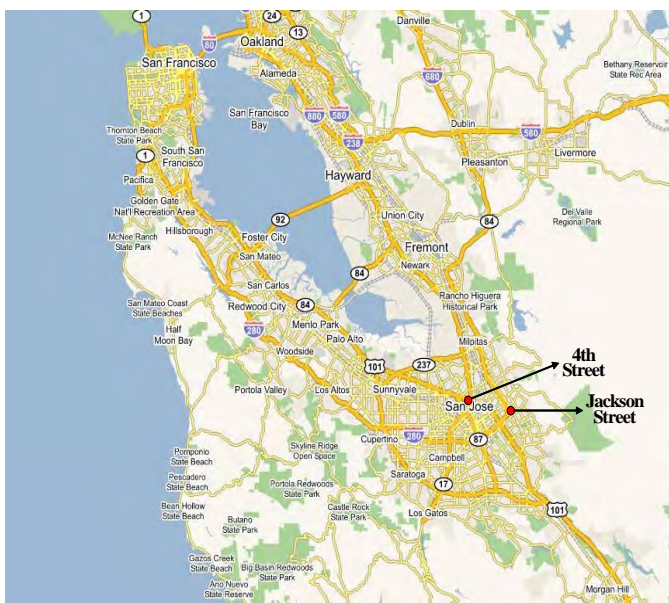 1
24
Danville
13
80
Oakland
San Francisco
Alameda
680
Bethany Reservoir
State Rec Area
San Francisco
Bay
880
580
Dublin
580
Thornton Beach
State Park
238
Livermore
1
South San
Francisco
Pleasanton
Pacifica
Hayward
Golden Gate
Nat'l Recreation Area
92
Union City
84
Del Valle
Regional Park
Hillsborough
Foster City
McNee Ranch
State Park
Fremont
San Mateo
Newark
84
San Carlos
Rancho Higuera
Historical Park
San Mateo Coast
State Beaches
Redwood City
84
Half
Moon Bay
280
Menlo Park
Milpitas
Palo Alto
Woodside
101
237
4th
Street
Portola Valley
Los Altos
Sunnyvale
San Jose
Jackson
Street
Cupertino
280
87
Skyline Ridge
Open Space
Pomponio
State Beach
Campbell
Pescadero
State Beach
Saratoga
Portola Redwoods
State Park
17
Bean Hollow
State Beach
Castle Rock
State Park
101
Los Gatos
Butano
State Park
Gazos Creek
State Beach
Big Basin Redwoods
State Park
Ano Nuevo
State Reserve
Morgan Hill